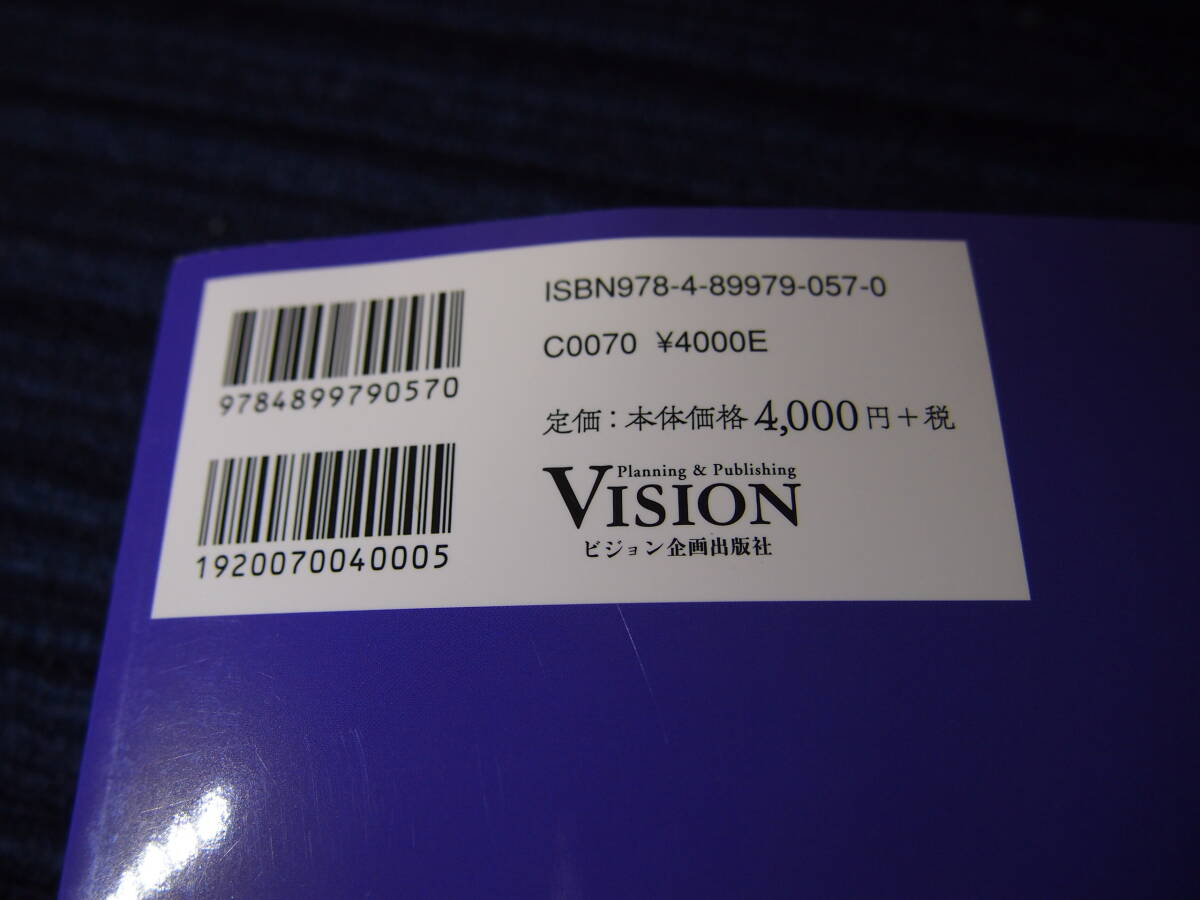 9784899790570
1920070040005
ISBN978-4-89979-057-0
C0070 ¥4000E
定価：本体価格4,000円＋税
Planning & Publishing
VISION
ビジョン企画出版社